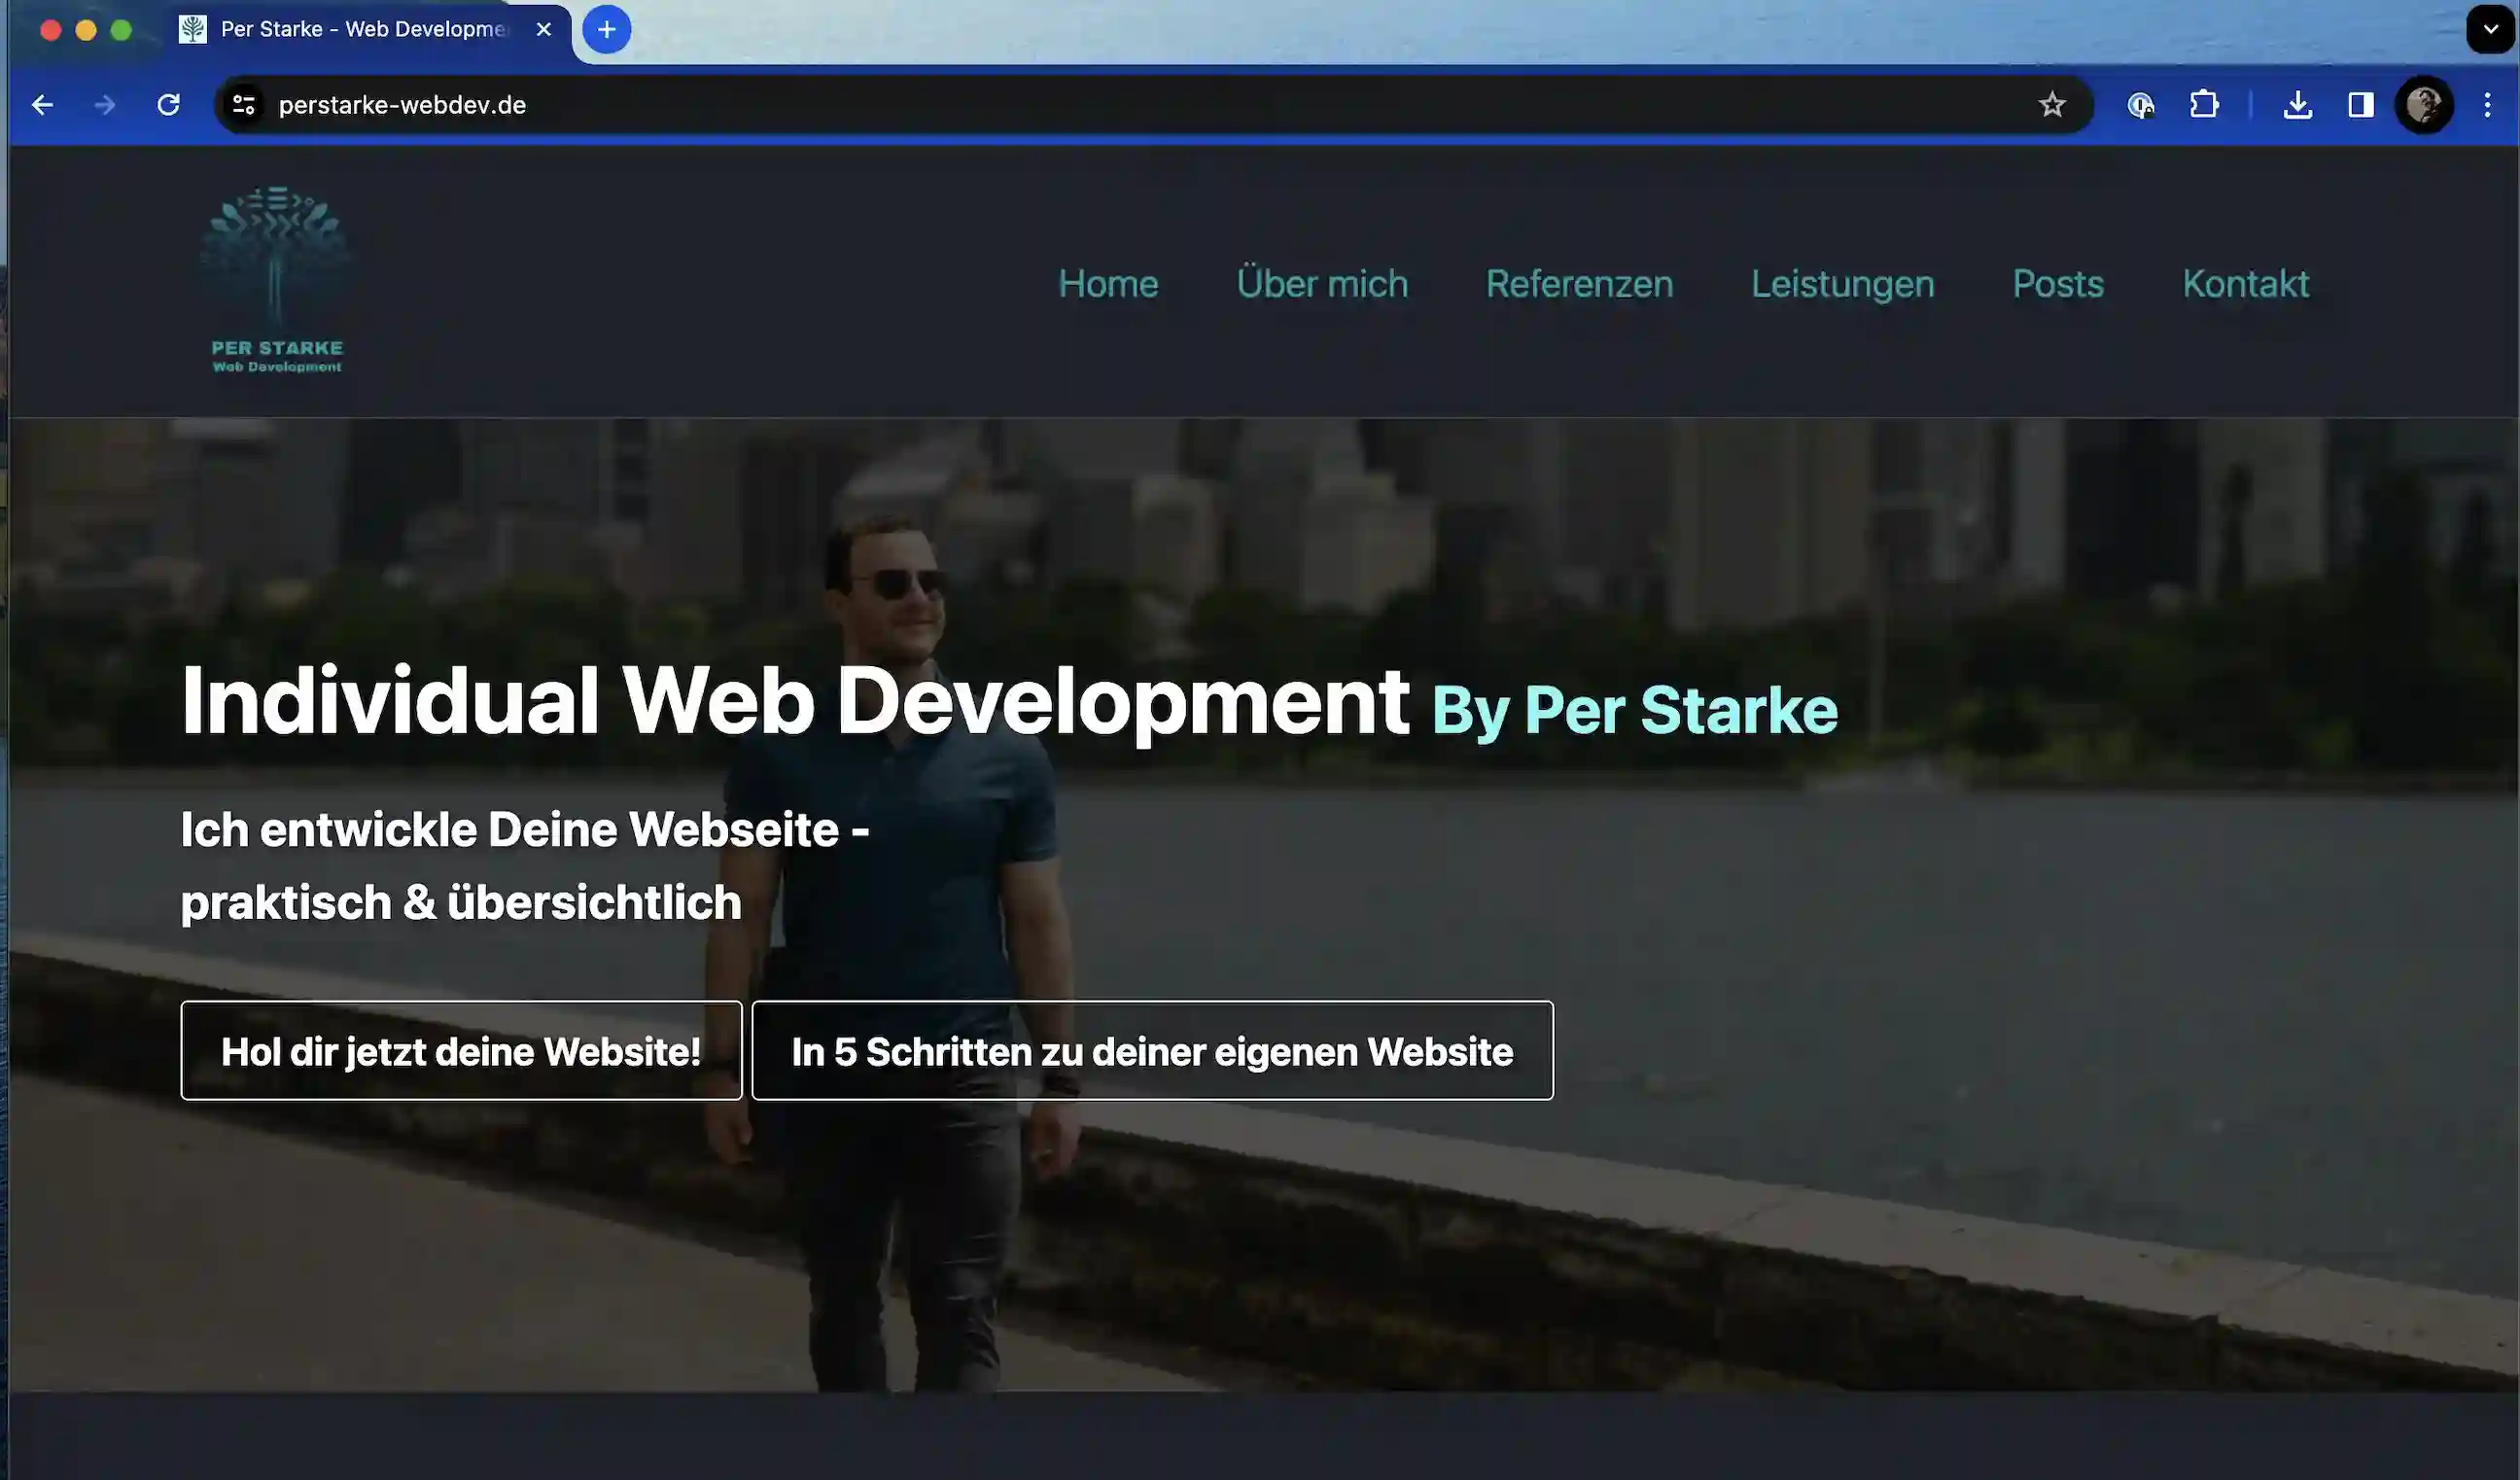 Per Starke - Web Developme
perstarke-webdev.de
PER STARKE
Web Development
Home Über mich Referenzen Leistungen Posts Kontakt
Individual Web Development By Per Starke
Ich entwickle Deine Webseite -
praktisch & übersichtlich
Hol dir jetzt deine Website! In 5 Schritten zu deiner eigenen Website